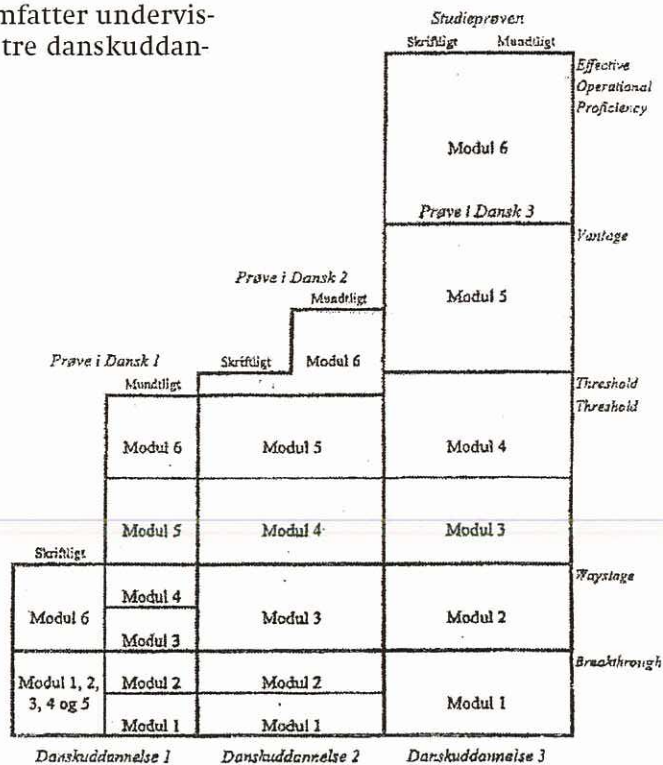 mfatter undervis-
tre danskuddan-
Studieprøven
Skriftligt Mundtligt
Effective
Operational
Proficiency
Modul 6
Prøve i Dansk 3
Vantage
Prøve i Dansk 2
Mundtligt
Modul 5
Prøve i Dansk 1
Skriftligt
Modul 6
Mundtligt
Threshold
Threshold
Modul 6
Modul 5
Modul 4
Modul 5
Modul 4
Modul 3
Skriftligt
Waystage
Modul 6
Modul 4
Modul 3
Modul 3
Modul 2
Breakthrough
Modul 1, 2,
3, 4 og 5
Modul 2
Modul 2
Modul 1
Modul 1
Modul 1
Danskuddannelse 1 Danskuddannelse 2 Danskuddannelse 3